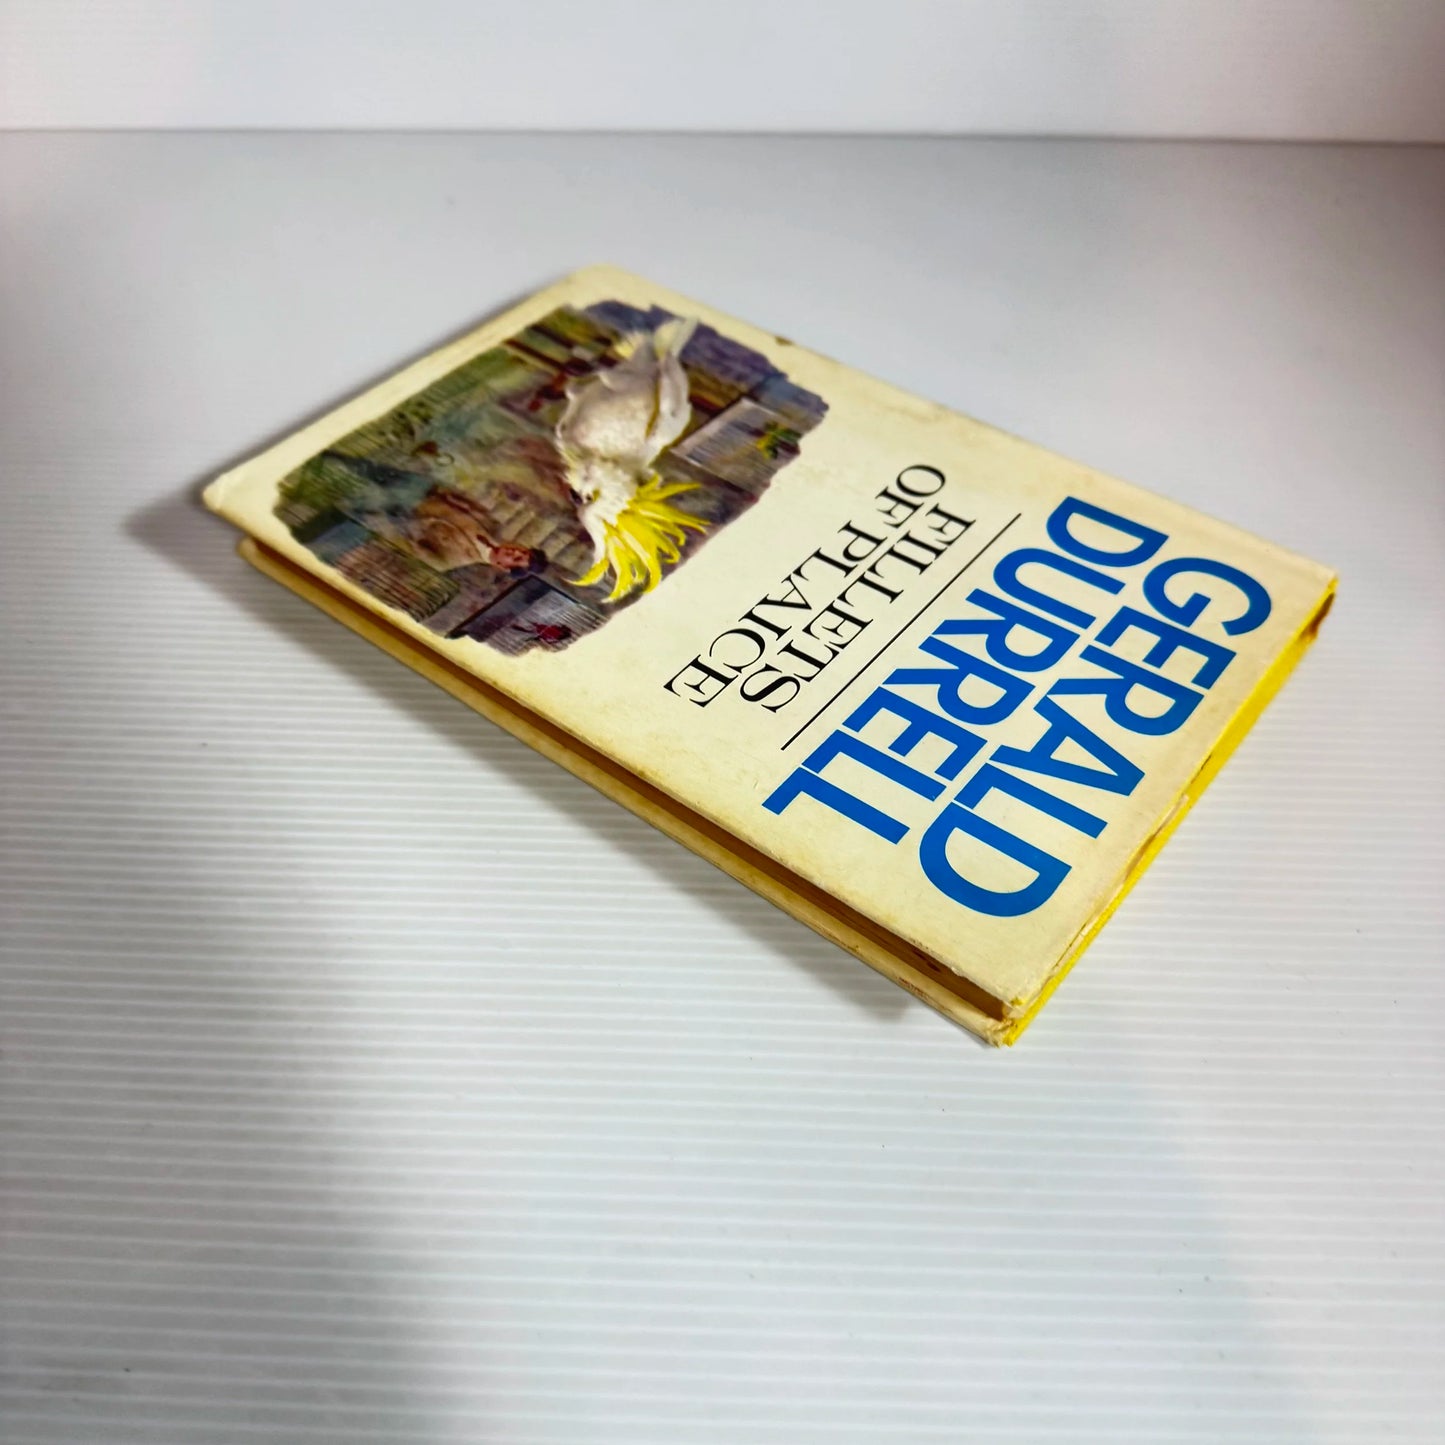 GERALD
DURRELL
FILLETS
OF PLAICE